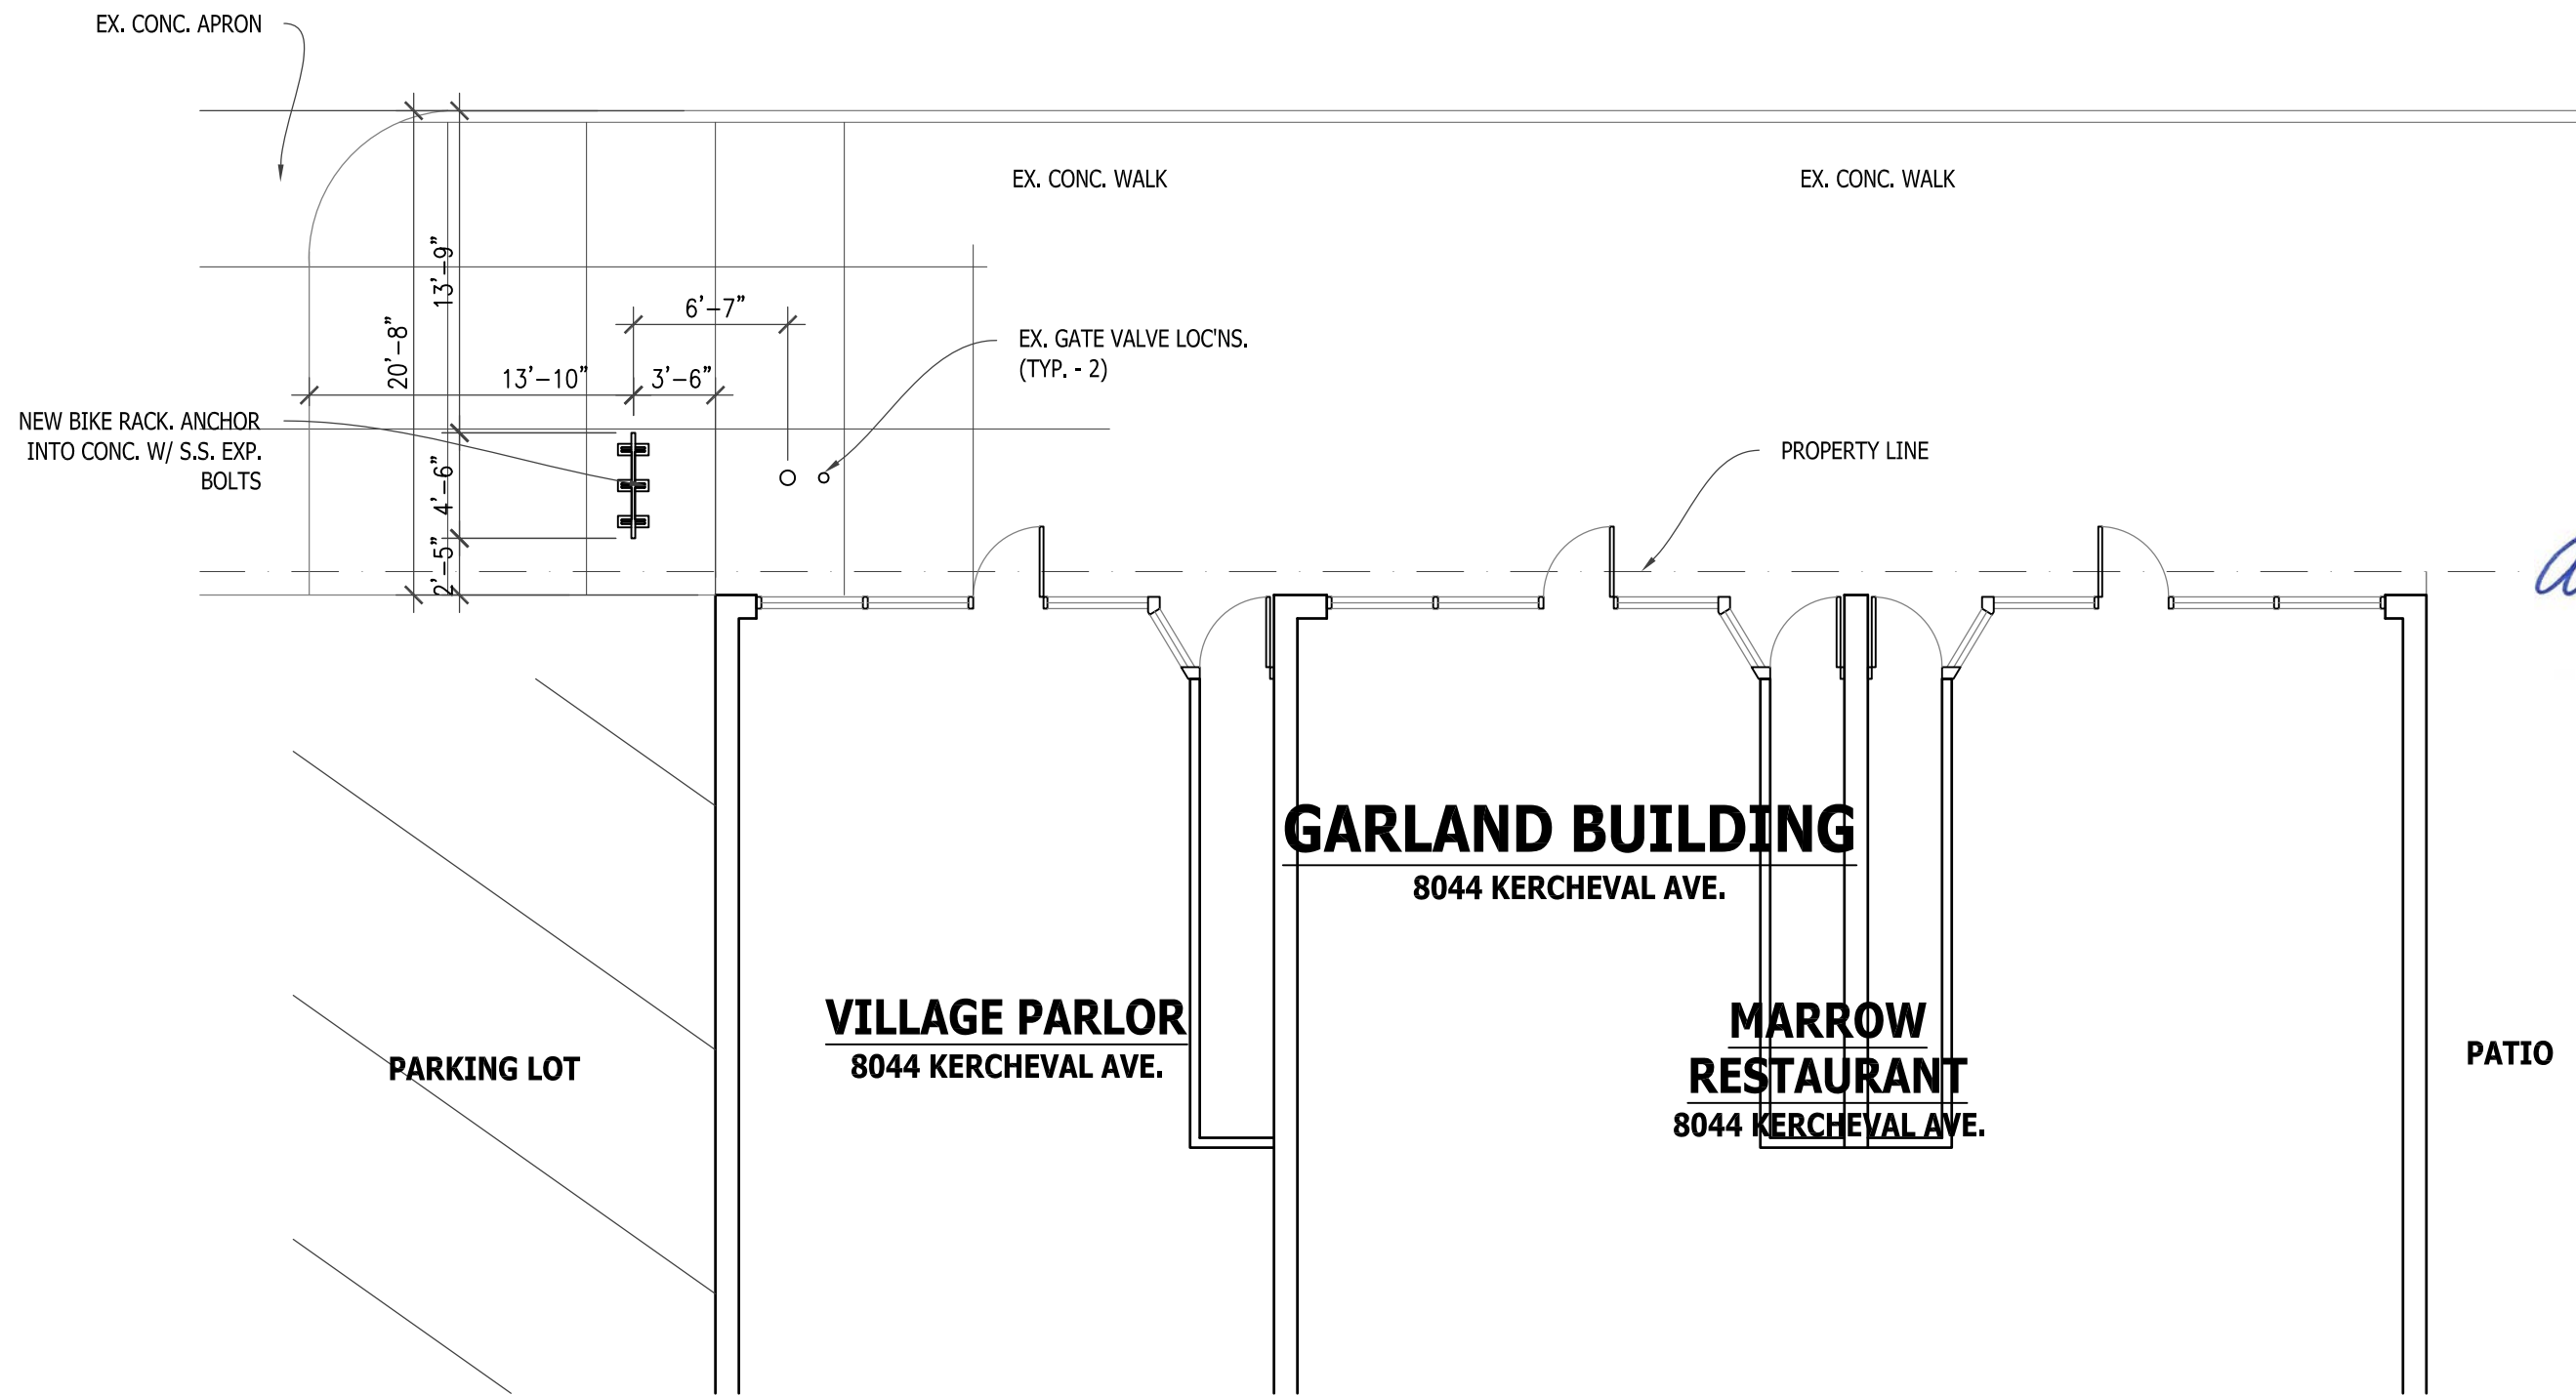 EX. CONC. APRON
EX. CONC. WALK
EX. CONC. WALK
13'-9"
20'-8"
6'-7"
13'-10"
3'-6"
EX. GATE VALVE LOC'NS.
(TYP. - 2)
NEW BIKE RACK. ANCHOR
INTO CONC. W/ S.S. EXP.
BOLTS
4'-6"
2'-5"
PROPERTY LINE
GARLAND BUILDING
8044 KERCHEVAL AVE.
VILLAGE PARLOR
8044 KERCHEVAL AVE.
MARROW
RESTAURANT
8044 KERCHEVAL AVE.
PARKING LOT
PATIO